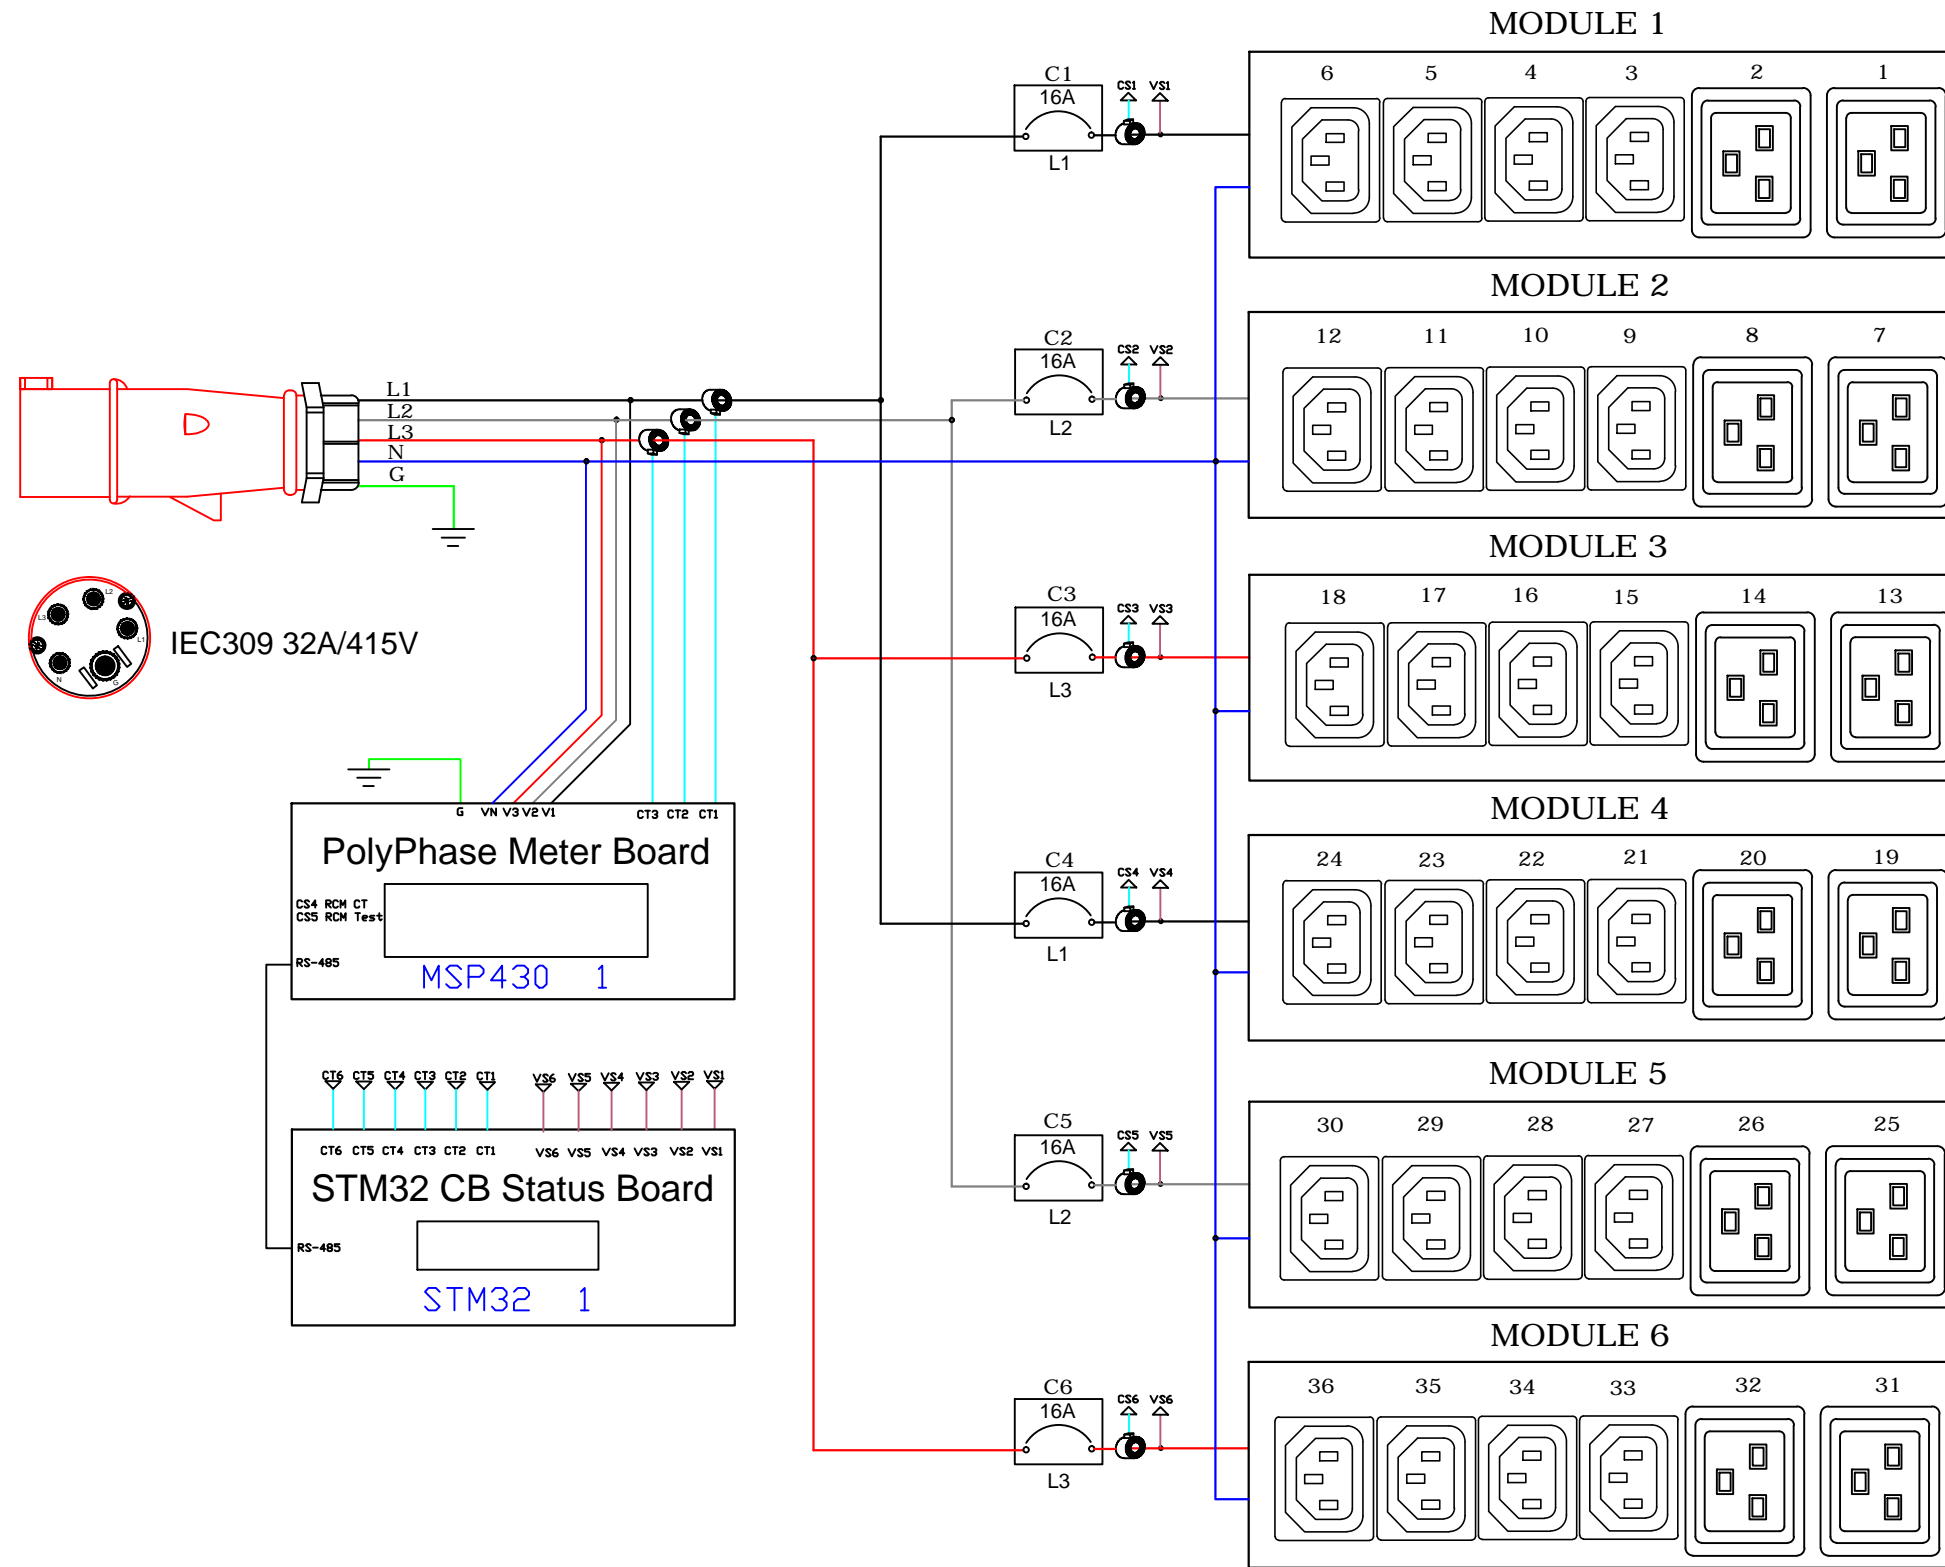 MODULE 1
6 5 4 3 2 1
C1
16A
L1
CS1 VS1
MODULE 2
12 11 10 9 8 7
C2
16A
L2
CS2 VS2
L1
L2
L3
N
G
MODULE 3
18 17 16 15 14 13
C3
16A
L3
CS3 VS3
L2
L3
L1
N
G
IEC309 32A/415V
MODULE 4
24 23 22 21 20 19
C4
16A
L1
CS4 VS4
G VN V3 V2 V1 CT3 CT2 CT1
PolyPhase Meter Board
CS4 RCM CT
CS5 RCM Test
RS-485
MSP430 1
MODULE 5
30 29 28 27 26 25
C5
16A
L2
CS5 VS5
CT6 CT5 CT4 CT3 CT2 CT1 VS6 VS5 VS4 VS3 VS2 VS1
CT6 CT5 CT4 CT3 CT2 CT1 VS6 VS5 VS4 VS3 VS2 VS1
STM32 CB Status Board
RS-485
STM32 1
MODULE 6
36 35 34 33 32 31
C6
16A
L3
CS6 VS6